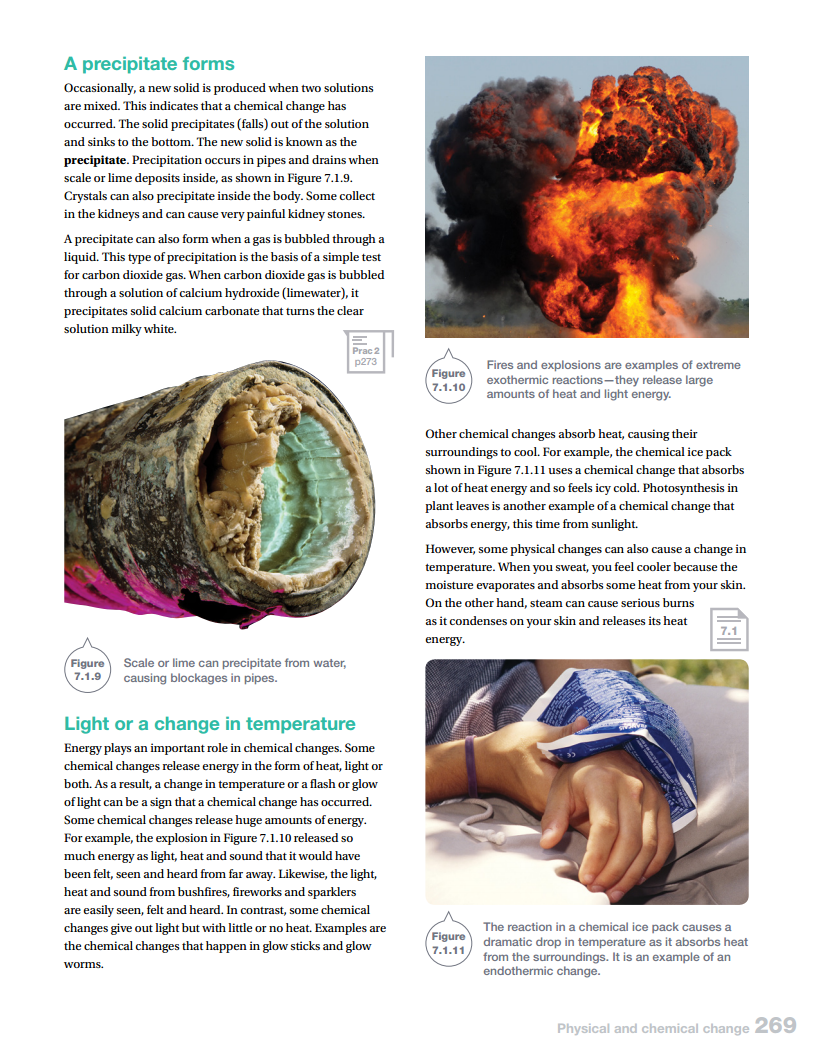 A precipitate forms
Occasionally, a new solid is produced when two solutions
are mixed. This indicates that a chemical change has
occurred. The solid precipitates (falls) out of the solution
and sinks to the bottom. The new solid is known as the
precipitate. Precipitation occurs in pipes and drains when
scale or lime deposits inside, as shown in Figure 7.1.9.
Crystals can also precipitate inside the body. Some collect
in the kidneys and can cause very painful kidney stones.
A precipitate can also form when a gas is bubbled through a
liquid. This type of precipitation is the basis of a simple test
for carbon dioxide gas. When carbon dioxide gas is bubbled
through a solution of calcium hydroxide (limewater), it
precipitates solid calcium carbonate that turns the clear
solution milky white.
Prac 2
p273
Figure
7.1.9
Scale or lime can precipitate from water,
causing blockages in pipes.
Light or a change in temperature
Energy plays an important role in chemical changes. Some
chemical changes release energy in the form of heat, light or
both. As a result, a change in temperature or a flash or glow
of light can be a sign that a chemical change has occurred.
Some chemical changes release huge amounts of energy.
For example, the explosion in Figure 7.1.10 released so
much energy as light, heat and sound that it would have
been felt, seen and heard from far away. Likewise, the light,
heat and sound from bushfires, fireworks and sparklers
are easily seen, felt and heard. In contrast, some chemical
changes give out light but with little or no heat. Examples are
the chemical changes that happen in glow sticks and glow
worms.
Figure
7.1.10
Fires and explosions are examples of extreme
exothermic reactions—they release large
amounts of heat and light energy.
Other chemical changes absorb heat, causing their
surroundings to cool. For example, the chemical ice pack
shown in Figure 7.1.11 uses a chemical change that absorbs
a lot of heat energy and so feels icy cold. Photosynthesis in
plant leaves is another example of a chemical change that
absorbs energy, this time from sunlight.
However, some physical changes can also cause a change in
temperature. When you sweat, you feel cooler because the
moisture evaporates and absorbs some heat from your skin.
On the other hand, steam can cause serious burns
as it condenses on your skin and releases its heat
energy.
7.1
Figure
7.1.11
The reaction in a chemical ice pack causes a
dramatic drop in temperature as it absorbs heat
from the surroundings. It is an example of an
endothermic change.
Physical and chemical change 269